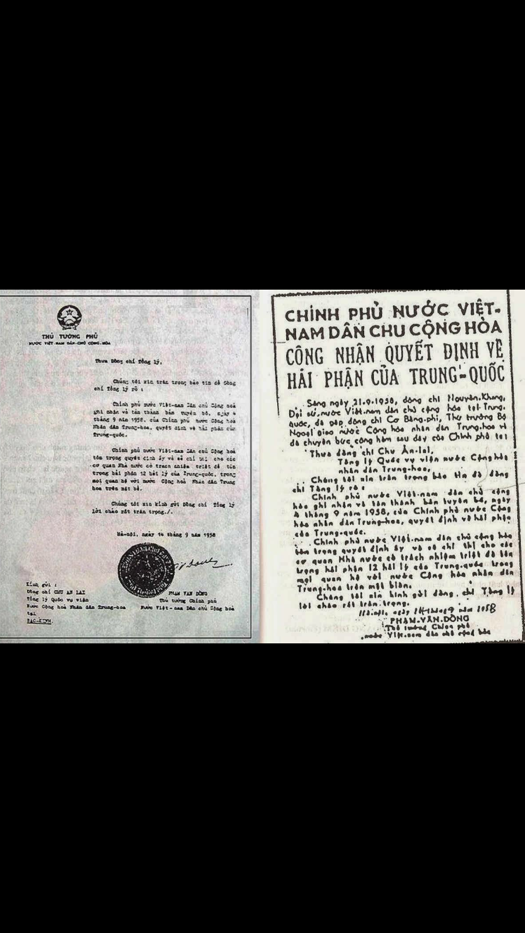 THỦ TƯỚNG PHỦ
NƯỚC VIỆT-NAM DÂN-CHỦ CỘNG-HÒA
Thưa Đồng chí Tổng lý,
Chúng tôi xin trân trọng báo tin để Đồng
chí Tổng lý rõ :
Chính phủ nước Việt-nam Dân Chủ Cộng Hoà
ghi nhận và tán thành bản tuyên bố, ngày 4
tháng 9 năm 1958, của Chính phủ nước Cộng Hoà
Nhân dân Trung-hoa, quyết định về hải phận của
Trung-quốc.
Chính phủ nước Việt-nam Dân Chủ Cộng Hoà
tôn trọng quyết định ấy và sẽ chỉ thị cho các
cơ quan Nhà nước có trách nhiệm triệt để tôn
trọng hải phận 12 hải lý của Trung-quốc, trong
mọi quan hệ với nước Cộng hoà Nhân dân Trung
hoa trên mặt bể.
Chúng tôi xin kính gửi Đồng chí Tổng lý
lời chào rất trân trọng./.
Hà-nội, ngày 14 tháng 9 năm 1958
Kính gửi :
Đồng chí CHU AN LAI
Tổng lý Quốc vụ viện
Nước Cộng hoà Nhân dân Trung-hoa
tại
BẮC-KINH.
PHẠM VĂN ĐỒNG
Thủ tướng Chính phủ
Nước Việt-nam Dân Chủ Cộng hoà
CHÍNH PHỦ NƯỚC VIỆT-
NAM DÂN CHU CỘNG HÒA
CÔNG NHẬN QUYẾT ĐỊNH VỀ
HẢI PHẬN CỦA TRUNG-QUỐC
Sáng ngày 21.9.1958, đồng chí Nguyễn-Khang,
Đại sứ nước Việt-nam dân chủ cộng hòa tại Trung-
quốc, đã gặp đồng chí Cơ Bằng-phi, Thứ trưởng Bộ
Ngoại giao nước Cộng hòa nhân dân Trung-hoa và
đã chuyển bức công hàm sau đây của Chính phủ ta:
"Thưa đồng chí Chu Ân-lai,
Tổng lý Quốc vụ viện nước Cộng hòa
nhân dân Trung-hoa,
Chúng tôi xin trân trọng báo tin để đồng
chí Tổng lý rõ :
Chính phủ nước Việt-nam dân chủ cộng
hòa ghi nhận và tán thành bản tuyên bố, ngày
4 tháng 9 năm 1958, của Chính phủ nước Cộng
hòa nhân dân Trung-hoa, quyết định về hải phận
của Trung-quốc.
Chính phủ nước Việt-nam dân chủ cộng hòa
tôn trọng quyết định ấy và sẽ chỉ thị cho các
cơ quan Nhà nước có trách nhiệm triệt để tôn
trọng hải phận 12 hải lý của Trung-quốc trong
mọi quan hệ với nước Cộng hòa nhân dân
Trung-hoa trên mặt biển.
Chúng tôi xin kính gửi đồng chí Tổng lý
lời chào rất trân trọng.
Hà-nội, ngày 14 tháng 9 năm 1958
PHẠM-VĂN-ĐỒNG
Thủ tướng Chính phủ
nước Việt-nam dân chủ cộng hòa